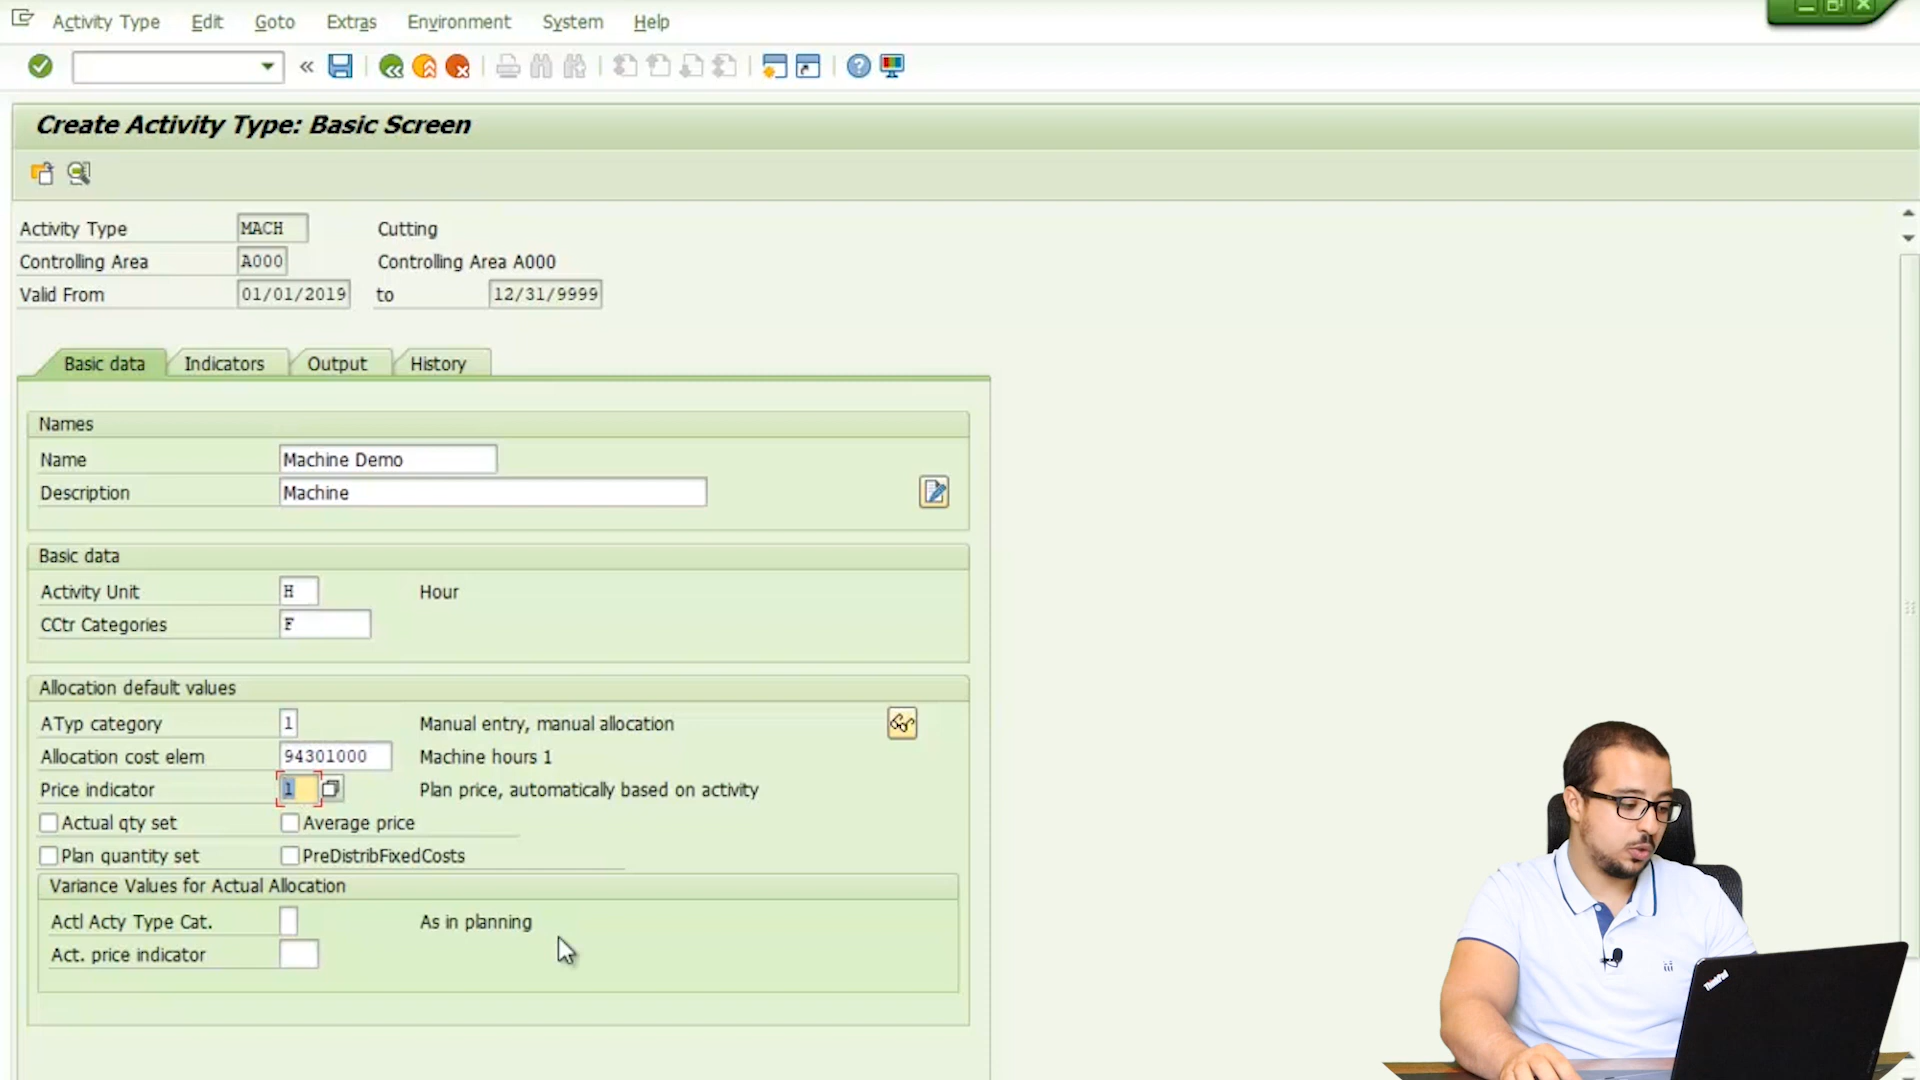 Activity Type Edit Goto Extras Environment System Help
Create Activity Type: Basic Screen
Activity Type MACH Cutting
Controlling Area A000 Controlling Area A000
Valid From 01/01/2019 to 12/31/9999
Basic data Indicators Output History
Names
Name Machine Demo
Description Machine
Basic data
Activity Unit H Hour
CCtr Categories F
Allocation default values
ATyp category 1 Manual entry, manual allocation
Allocation cost elem 94301000 Machine hours 1
Price indicator 1 Plan price, automatically based on activity
Actual qty set Average price
Plan quantity set PreDistribFixedCosts
Variance Values for Actual Allocation
Actl Acty Type Cat. As in planning
Act. price indicator
ThinkPad